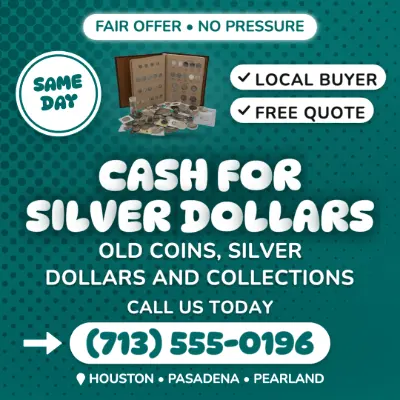 FAIR OFFER • NO PRESSURE
SAME
DAY
✓ LOCAL BUYER
✓ FREE QUOTE
CASH FOR
SILVER DOLLARS
OLD COINS, SILVER
DOLLARS AND COLLECTIONS
CALL US TODAY
→ (713) 555-0196
HOUSTON • PASADENA • PEARLAND